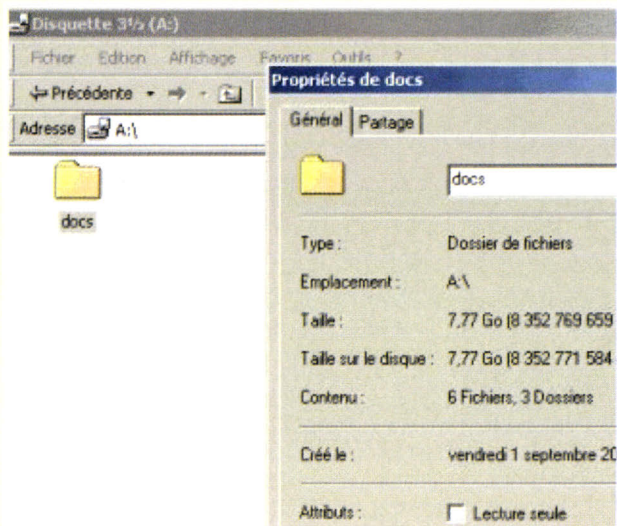 Disquette 3½ (A:)
Fichier Edition Affichage Favoris Outils ?
Précédente
Adresse A:\
docs
Propriétés de docs
Général Partage
docs
Type : Dossier de fichiers
Emplacement : A:\
Taille : 7,77 Go (8 352 769 659
Taille sur le disque : 7,77 Go (8 352 771 584
Contenu : 6 Fichiers, 3 Dossiers
Créé le : vendredi 1 septembre 20
Attributs : Lecture seule